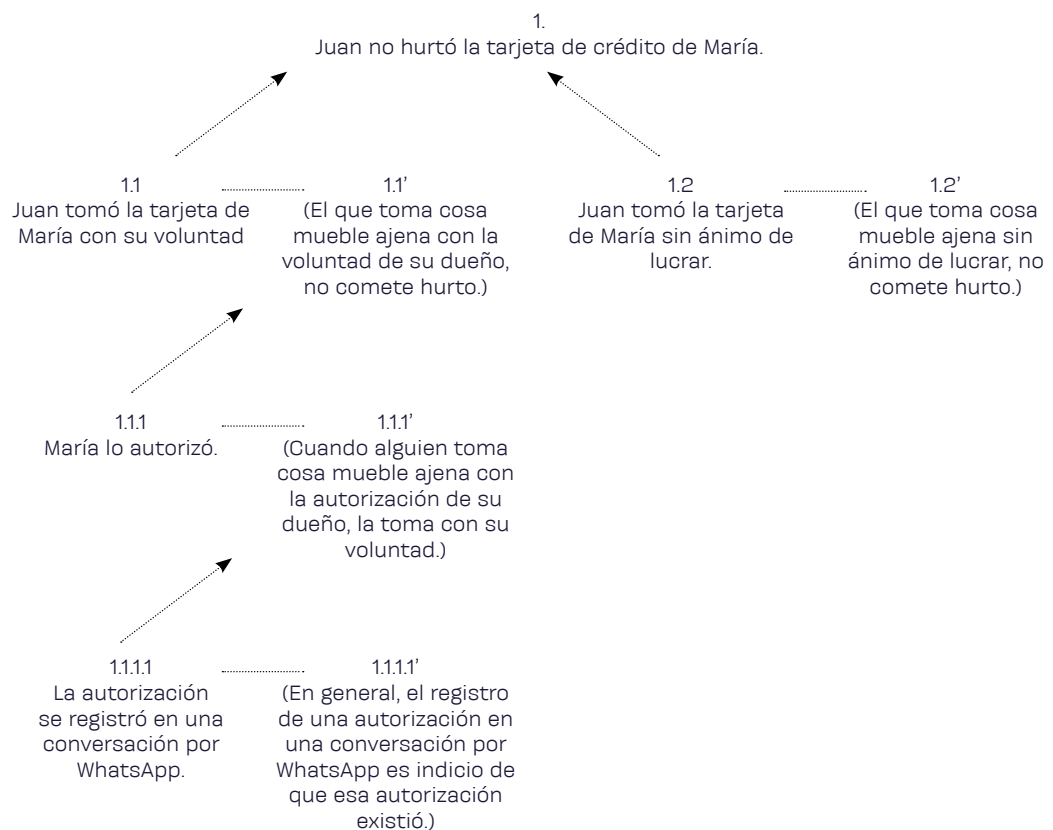 1.
Juan no hurtó la tarjeta de crédito de María.
1.1
Juan tomó la tarjeta de
María con su voluntad
1.1’
(El que toma cosa
mueble ajena con la
voluntad de su dueño,
no comete hurto.)
1.2
Juan tomó la tarjeta
de María sin ánimo de
lucrar.
1.2’
(El que toma cosa
mueble ajena sin
ánimo de lucrar, no
comete hurto.)
1.1.1
María lo autorizó.
1.1.1’
(Cuando alguien toma
cosa mueble ajena con
la autorización de su
dueño, la toma con su
voluntad.)
1.1.1.1
La autorización
se registró en una
conversación por
WhatsApp.
1.1.1.1’
(En general, el registro
de una autorización en
una conversación por
WhatsApp es indicio de
que esa autorización
existió.)